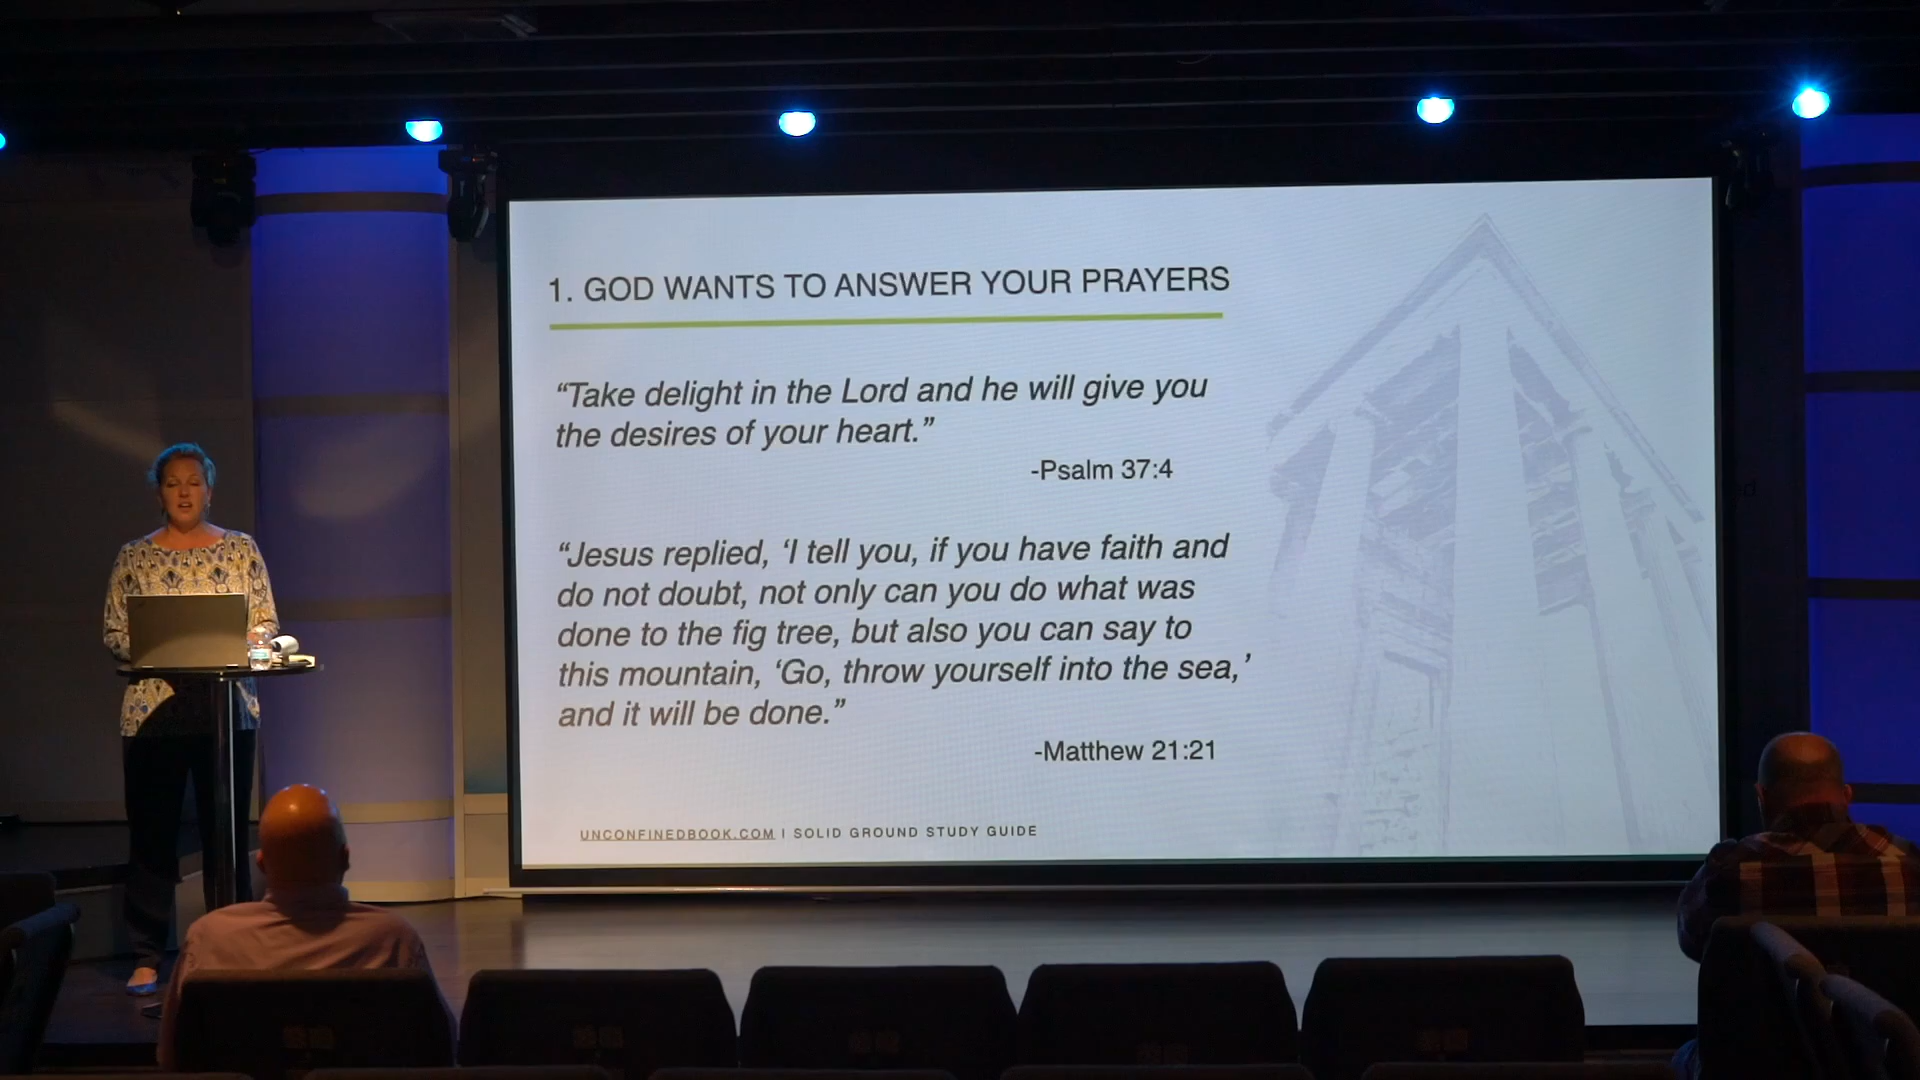 1. GOD WANTS TO ANSWER YOUR PRAYERS
“Take delight in the Lord and he will give you
the desires of your heart.”
-Psalm 37:4
“Jesus replied, ‘I tell you, if you have faith and
do not doubt, not only can you do what was
done to the fig tree, but also you can say to
this mountain, ‘Go, throw yourself into the sea,’
and it will be done.”
-Matthew 21:21
UNCONFINEDBOOK.COM | SOLID GROUND STUDY GUIDE